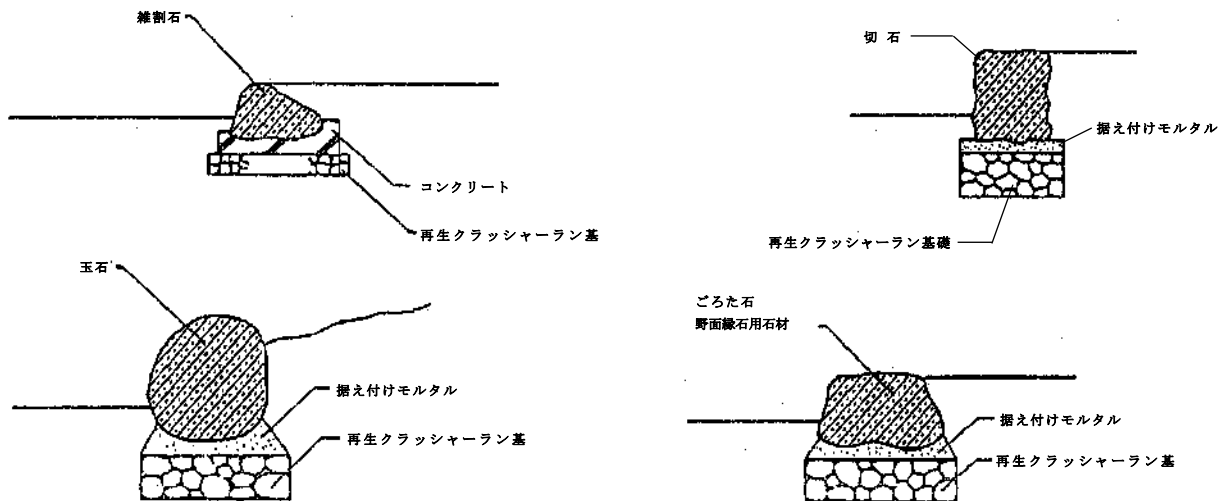 雑割石
コンクリート
再生クラッシャーラン基
切 石
据え付けモルタル
再生クラッシャーラン基礎
玉石
据え付けモルタル
再生クラッシャーラン基
ごろた石
野面縁石用石材
据え付けモルタル
再生クラッシャーラン基